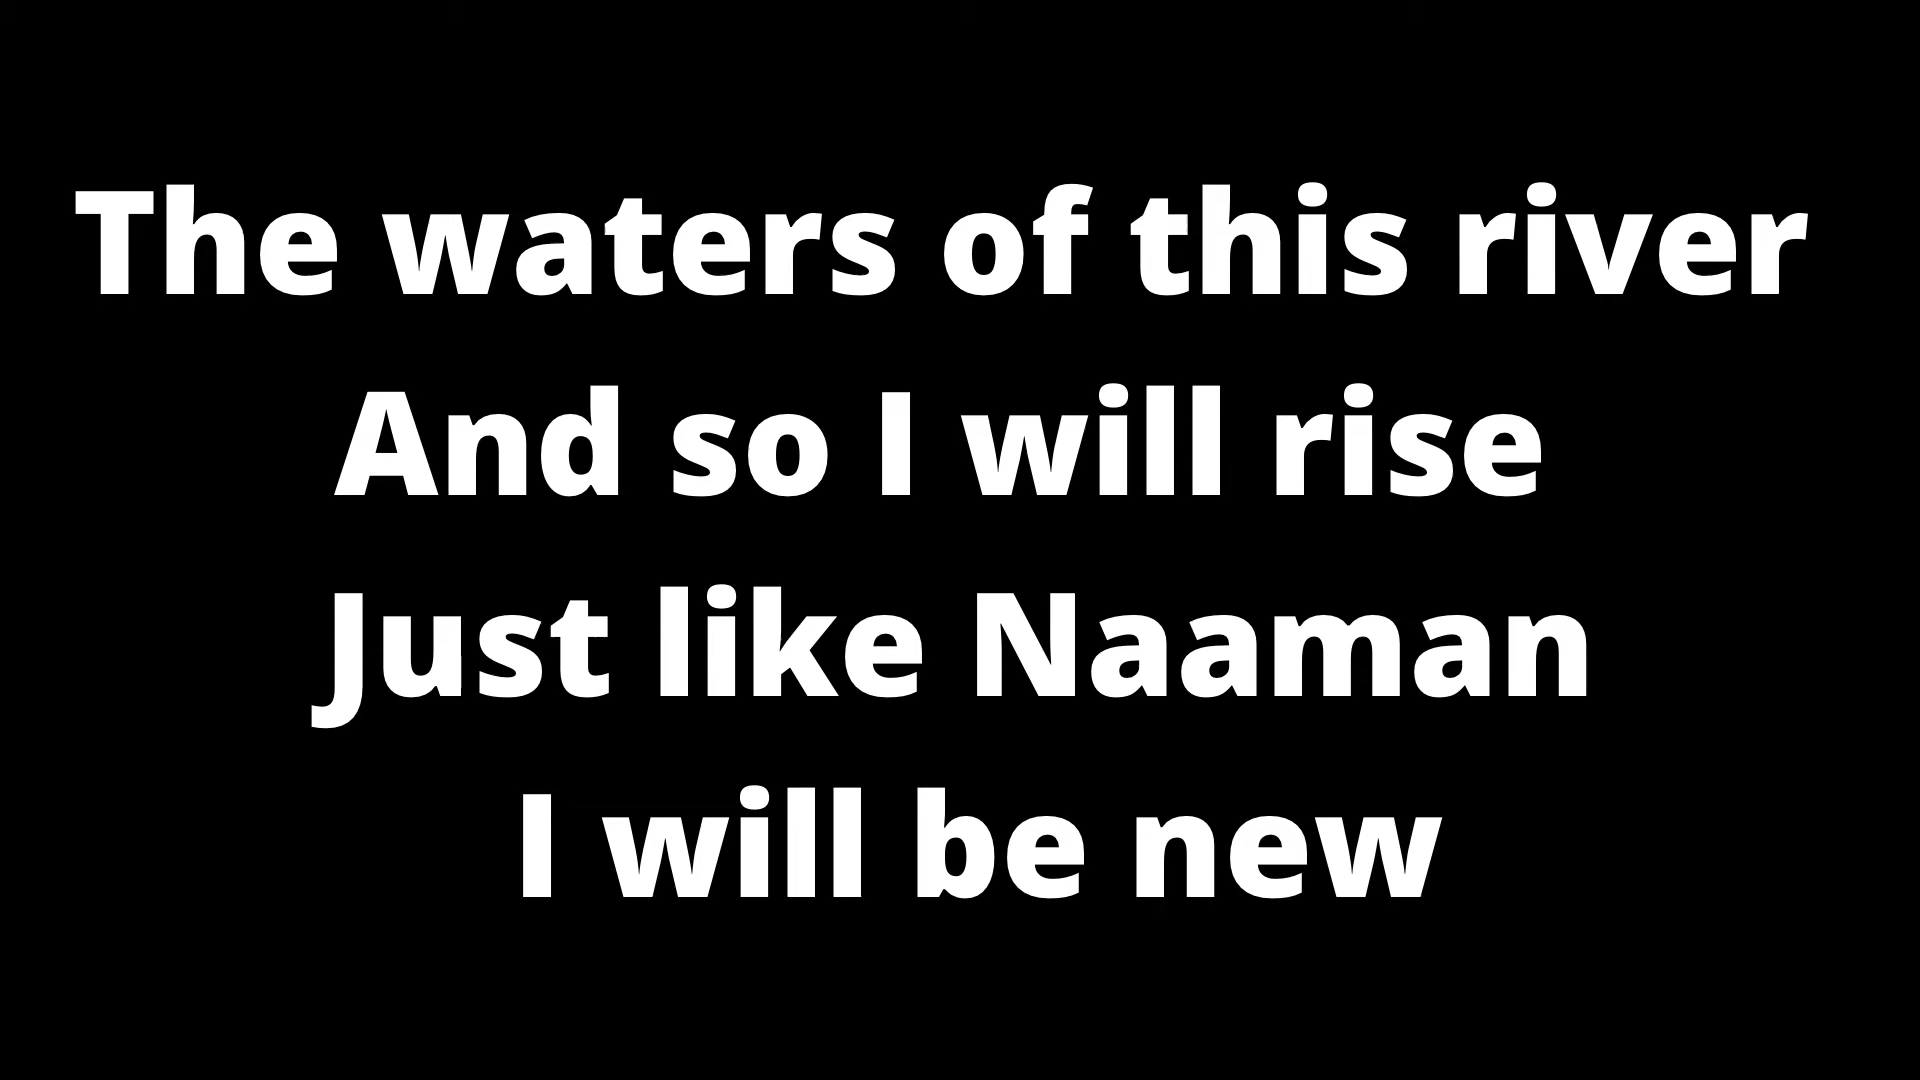 The waters of this river
And so I will rise
Just like Naaman
I will be new